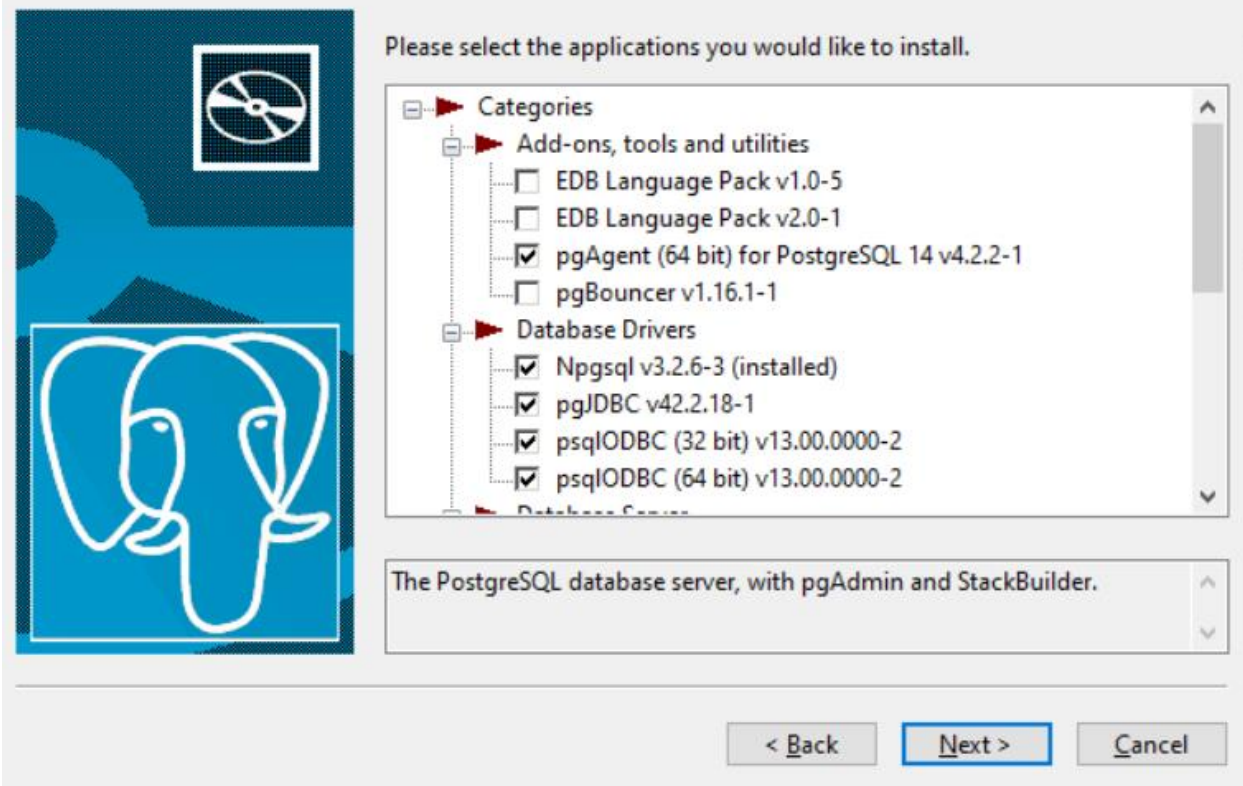 Please select the applications you would like to install.
Categories
Add-ons, tools and utilities
EDB Language Pack v1.0-5
EDB Language Pack v2.0-1
pgAgent (64 bit) for PostgreSQL 14 v4.2.2-1
pgBouncer v1.16.1-1
Database Drivers
Npgsql v3.2.6-3 (installed)
pgJDBC v42.2.18-1
psqlODBC (32 bit) v13.00.0000-2
psqlODBC (64 bit) v13.00.0000-2
Database Server
The PostgreSQL database server, with pgAdmin and StackBuilder.
< Back Next > Cancel